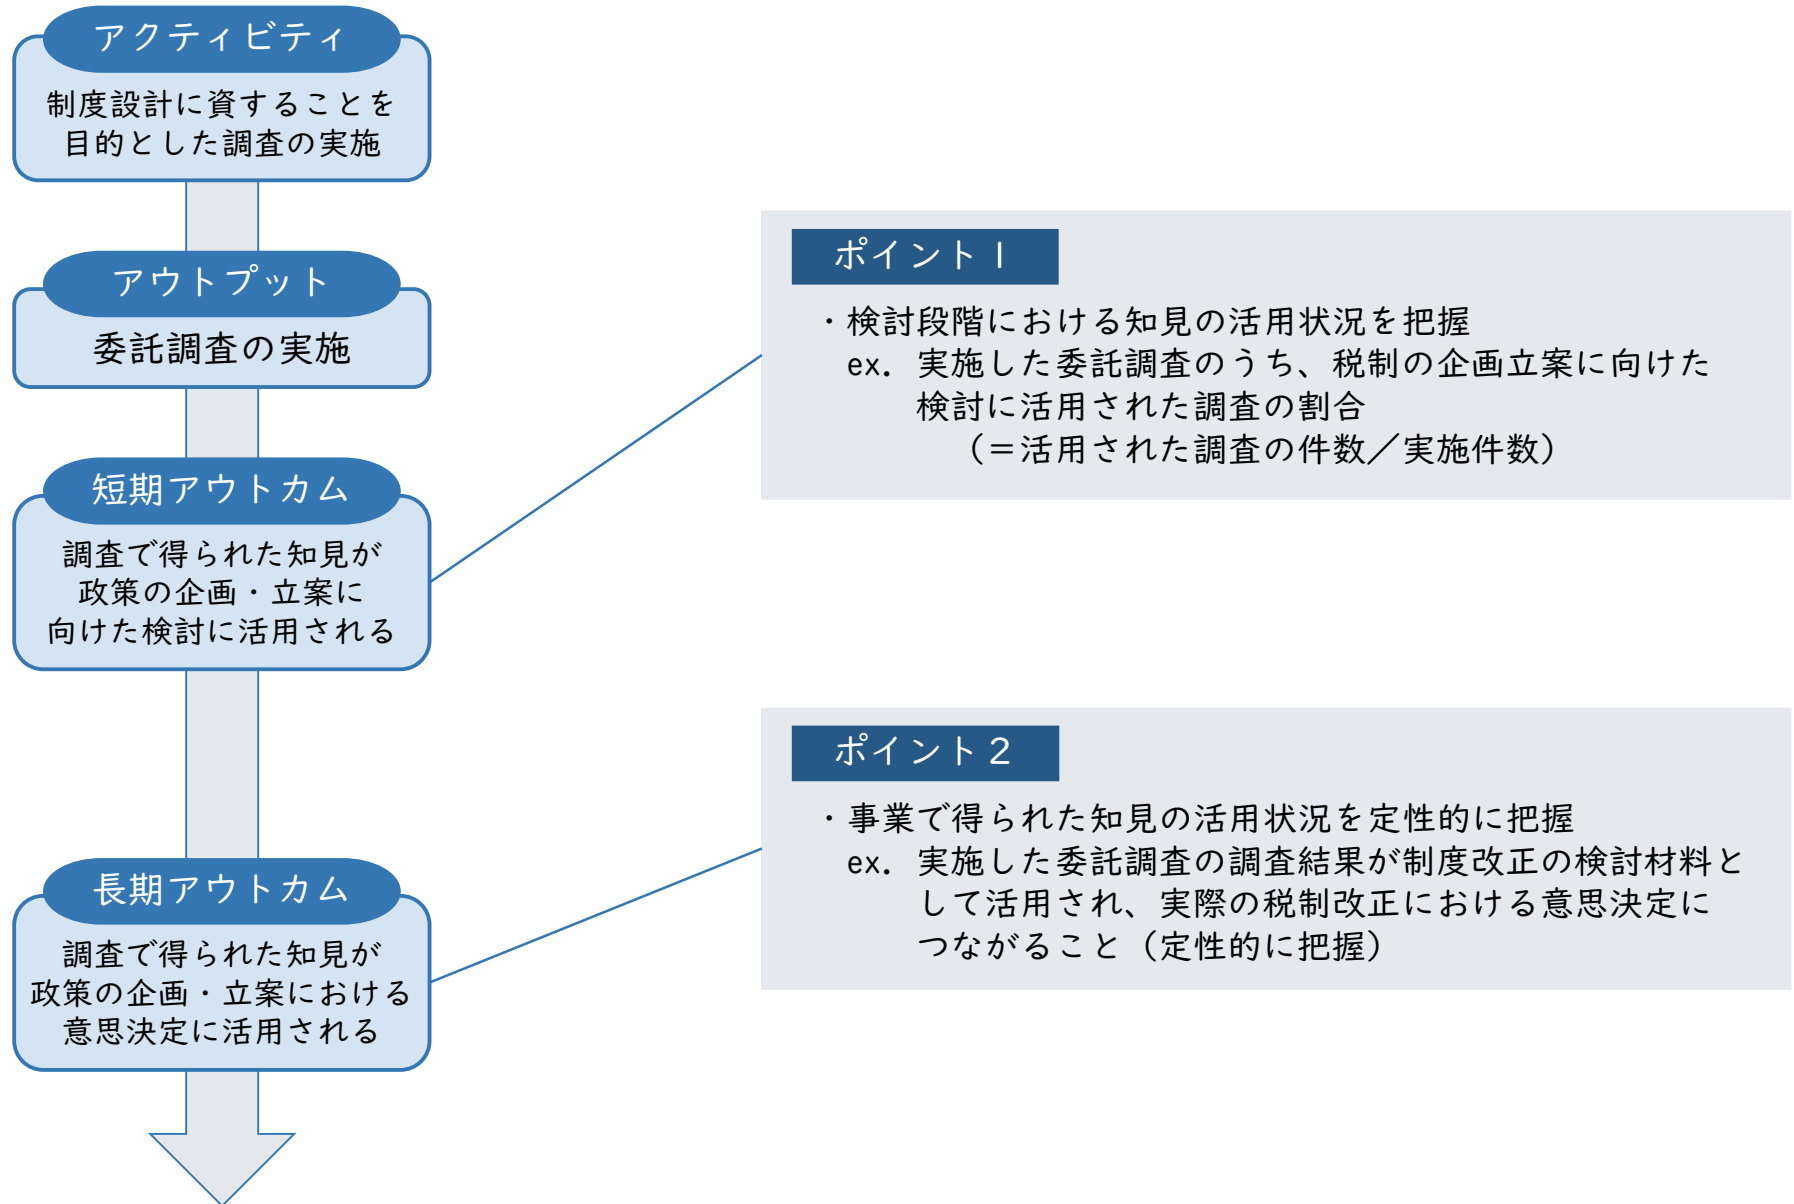 アクティビティ
制度設計に資することを
目的とした調査の実施
アウトプット
委託調査の実施
短期アウトカム
調査で得られた知見が
政策の企画・立案に
向けた検討に活用される
長期アウトカム
調査で得られた知見が
政策の企画・立案における
意思決定に活用される
ポイント1
・検討段階における知見の活用状況を把握
ex. 実施した委託調査のうち、税制の企画立案に向けた
検討に活用された調査の割合
（＝活用された調査の件数／実施件数）
ポイント2
・事業で得られた知見の活用状況を定性的に把握
ex. 実施した委託調査の調査結果が制度改正の検討材料と
して活用され、実際の税制改正における意思決定に
つながること（定性的に把握）